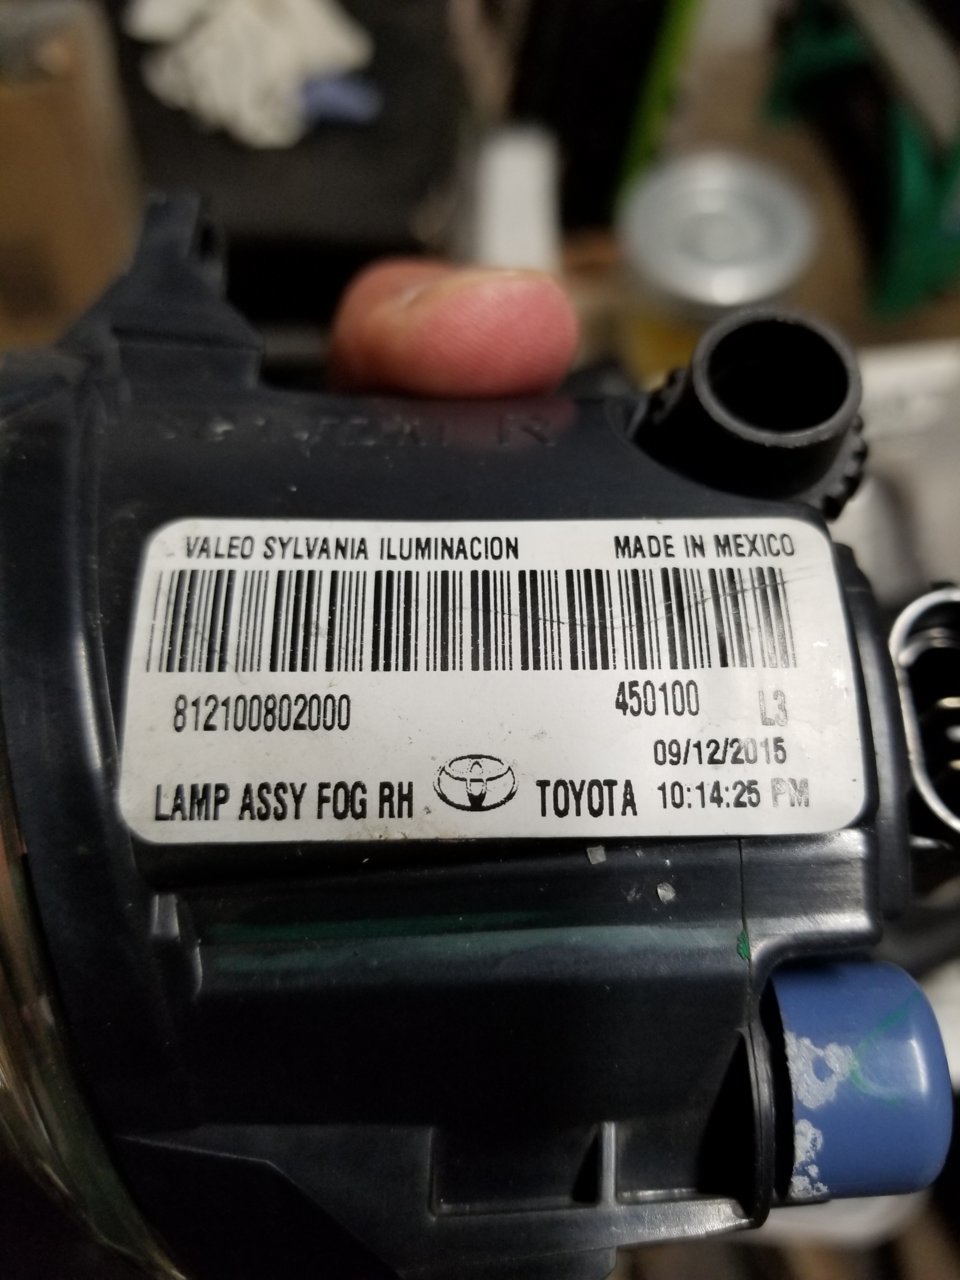 VALEO SYLVANIA ILUMINACION MADE IN MEXICO
812100802000 450100 L3
09/12/2015
LAMP ASSY FOG RH TOYOTA 10:14:25 PM